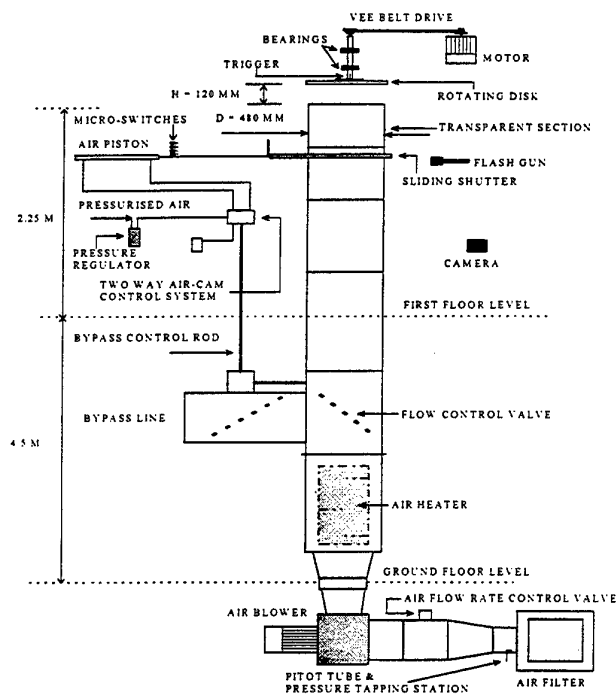 VEE BELT DRIVE
BEARINGS
TRIGGER
MOTOR
ROTATING DISK
H = 120 MM
MICRO-SWITCHES
D = 480 MM
TRANSPARENT SECTION
AIR PISTON
FLASH GUN
SLIDING SHUTTER
PRESSURISED AIR
2.25 M
PRESSURE
REGULATOR
CAMERA
TWO WAY AIR-CAM
CONTROL SYSTEM
FIRST FLOOR LEVEL
BYPASS CONTROL ROD
BYPASS LINE
FLOW CONTROL VALVE
4.5 M
AIR HEATER
GROUND FLOOR LEVEL
AIR FLOW RATE CONTROL VALVE
AIR BLOWER
PITOT TUBE &
PRESSURE TAPPING STATION
AIR FILTER